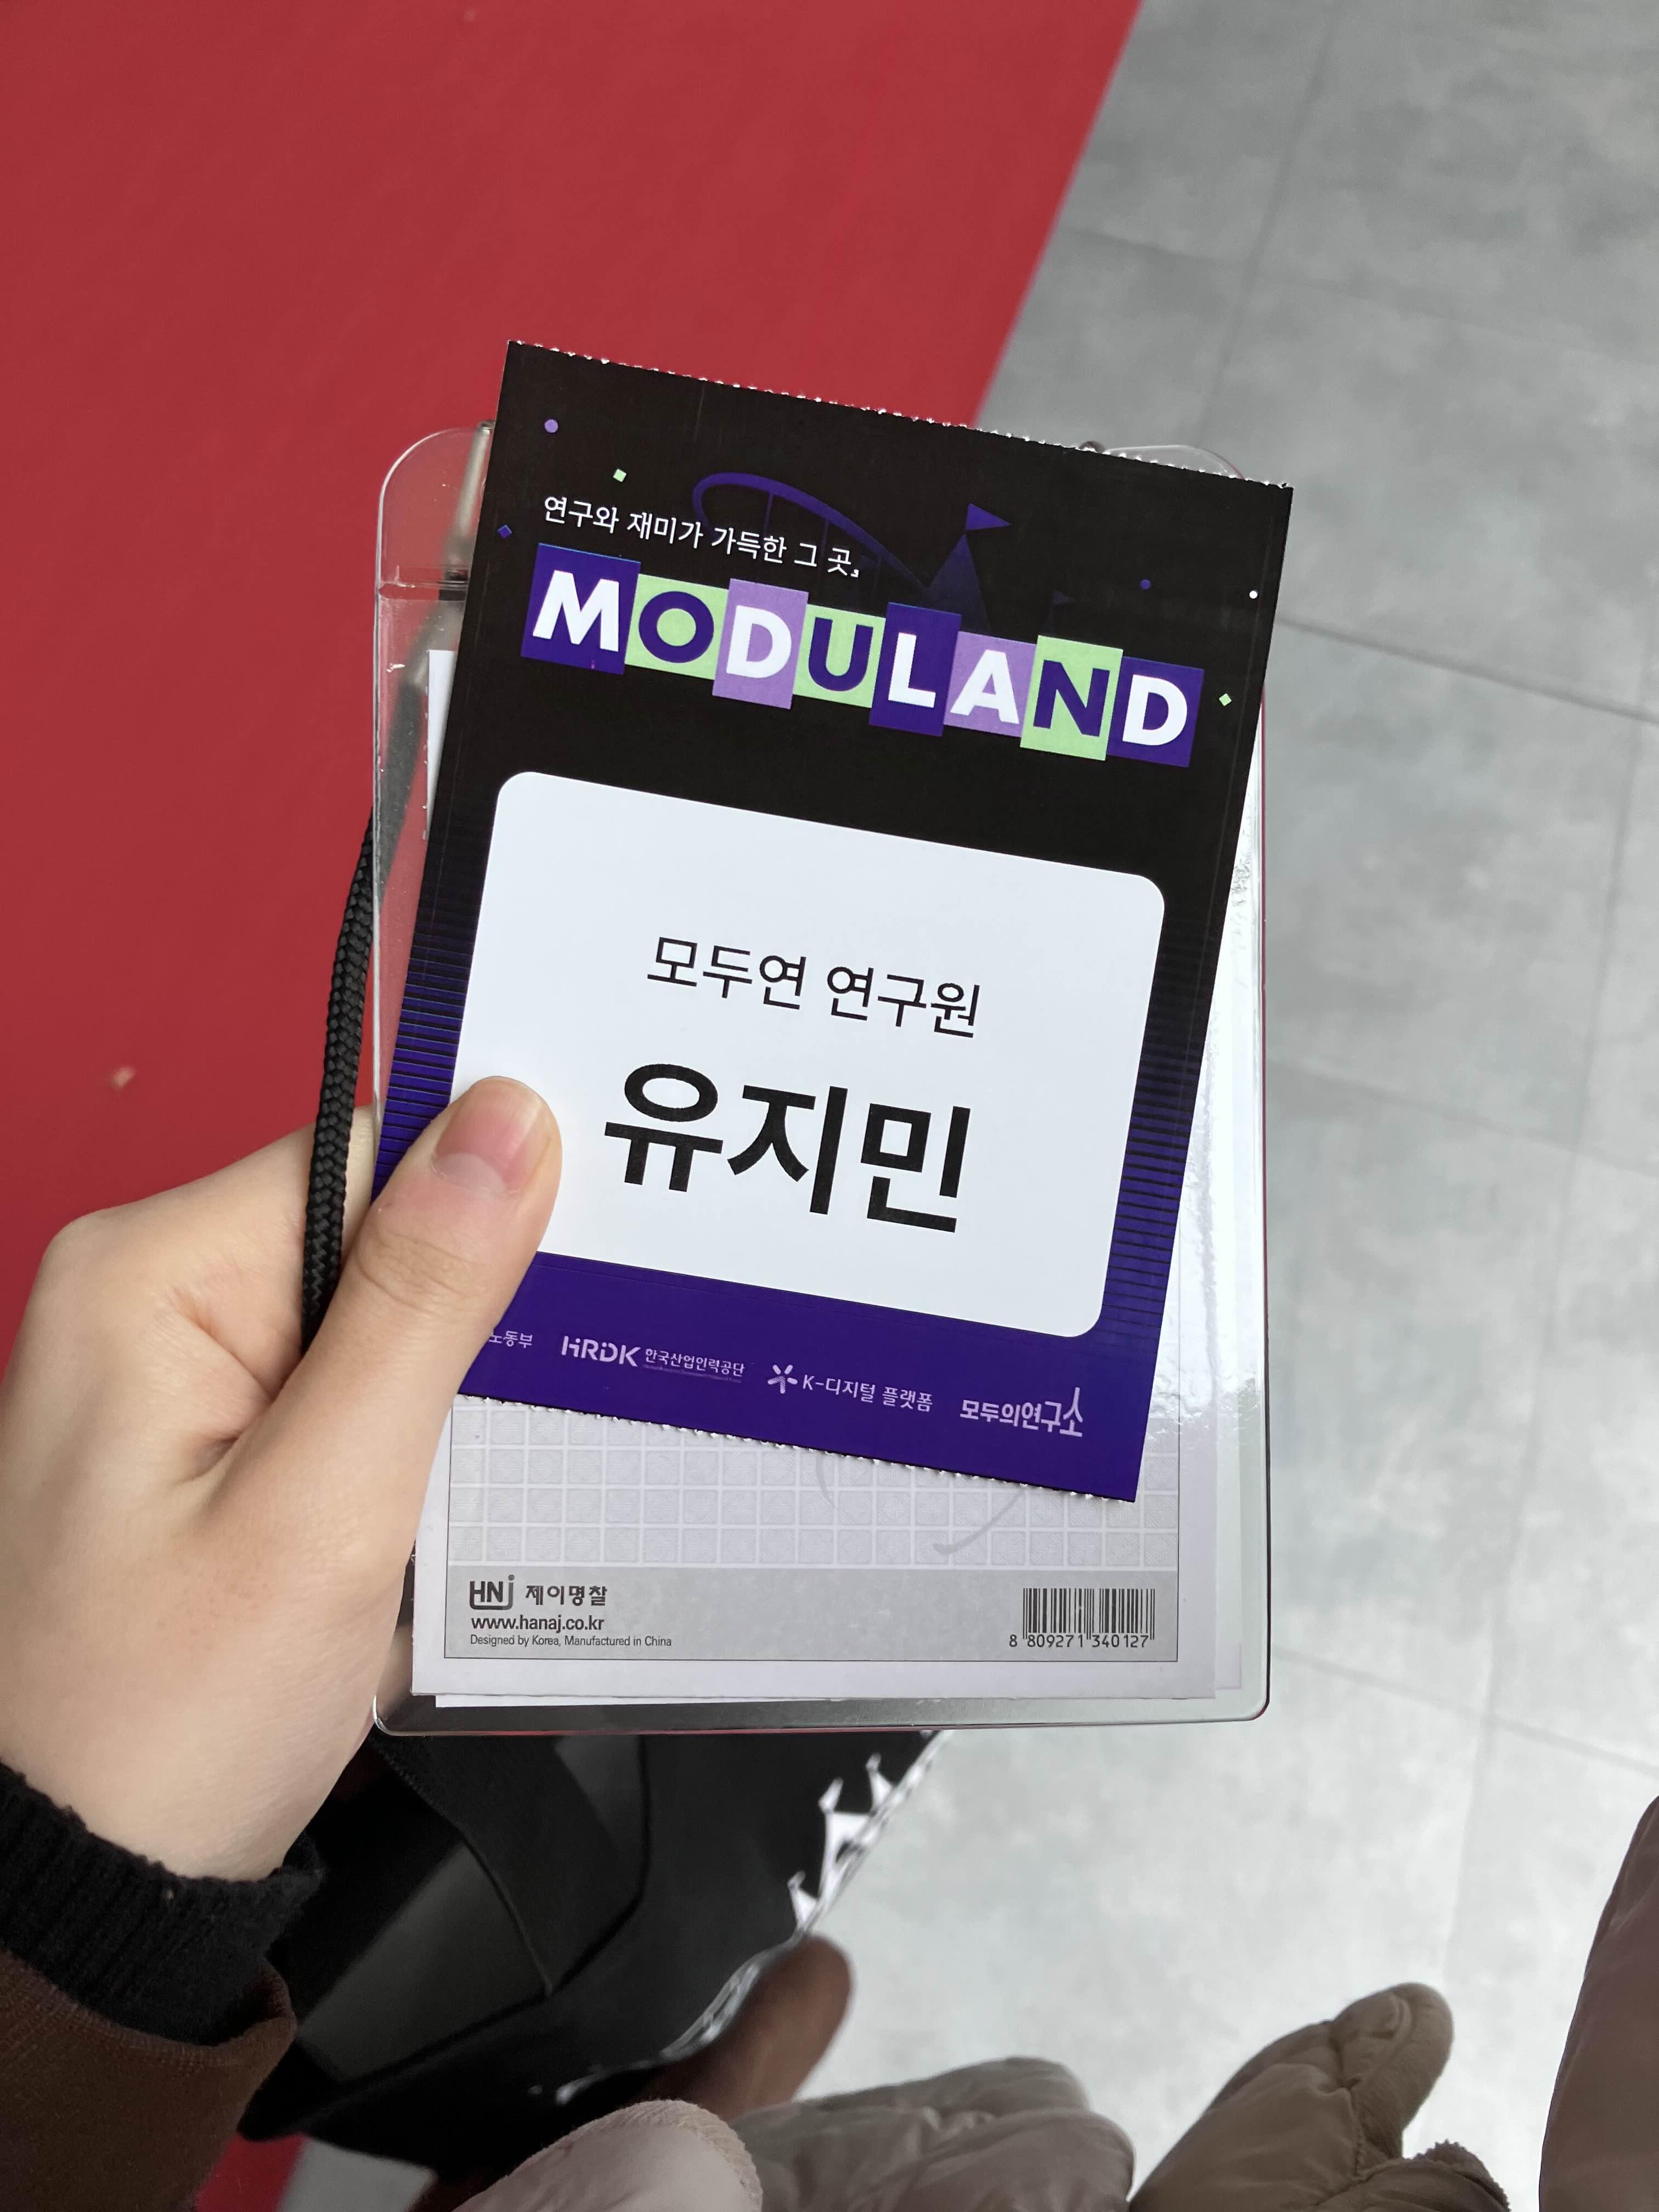 연구와 재미가 가득한 그 곳,
MODULAND
모두연 연구원
유지민
노동부 HRDK 한국산업인력공단 K-디지털 플랫폼 모두의연구소
HNJ 제이명찰
www.hanaj.co.kr
Designed by Korea, Manufactured in China
8 809271 340127